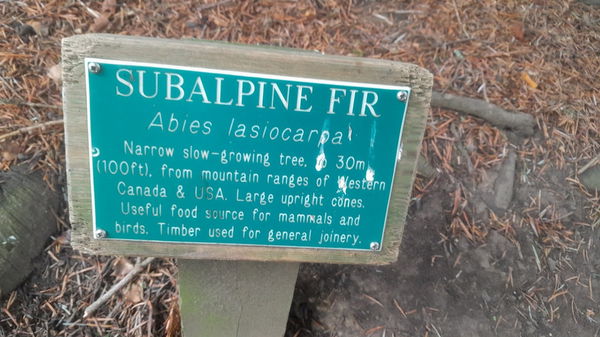 SUBALPINE FIR
Abies lasiocarpa
Narrow slow-growing tree, to 30m
(100ft), from mountain ranges of Western
Canada & USA. Large upright cones.
Useful food source for mammals and
birds. Timber used for general joinery.